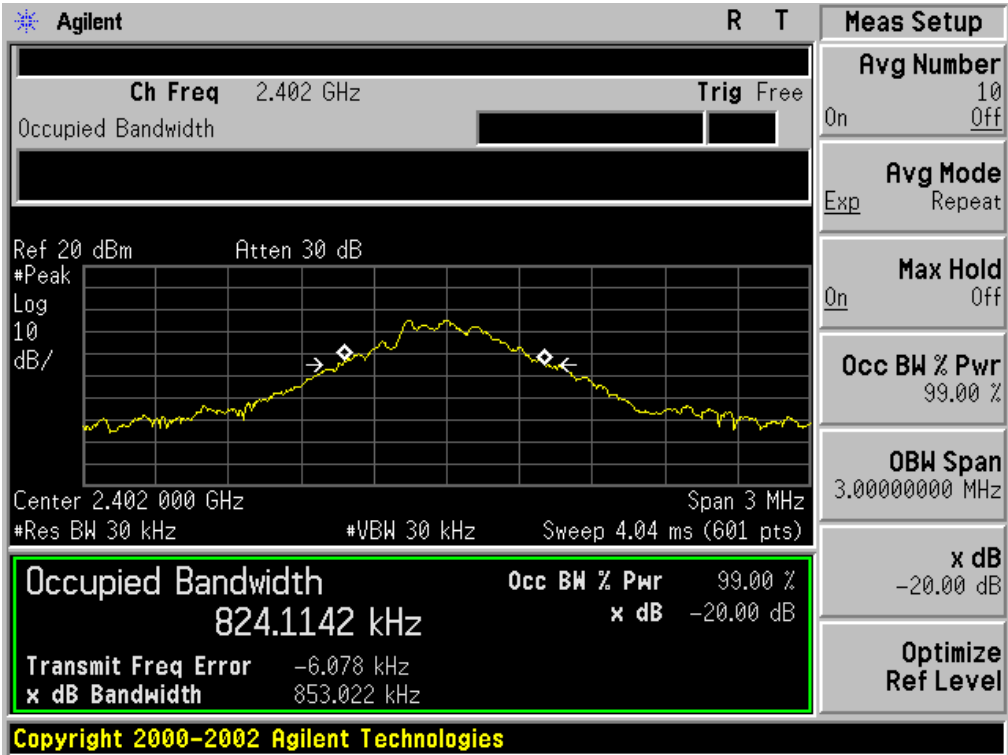 Agilent R T
Ch Freq 2.402 GHz Trig Free
Occupied Bandwidth
Ref 20 dBm Atten 30 dB
#Peak
Log
10
dB/
Center 2.402 000 GHz Span 3 MHz
#Res BW 30 kHz #VBW 30 kHz Sweep 4.04 ms (601 pts)
Occupied Bandwidth
824.1142 kHz
Occ BW % Pwr 99.00 %
x dB -20.00 dB
Transmit Freq Error -6.078 kHz
x dB Bandwidth 853.022 kHz
Copyright 2000-2002 Agilent Technologies
Meas Setup
Avg Number
10
On Off
Avg Mode
Exp Repeat
Max Hold
On Off
Occ BW % Pwr
99.00 %
OBW Span
3.00000000 MHz
x dB
-20.00 dB
Optimize
Ref Level